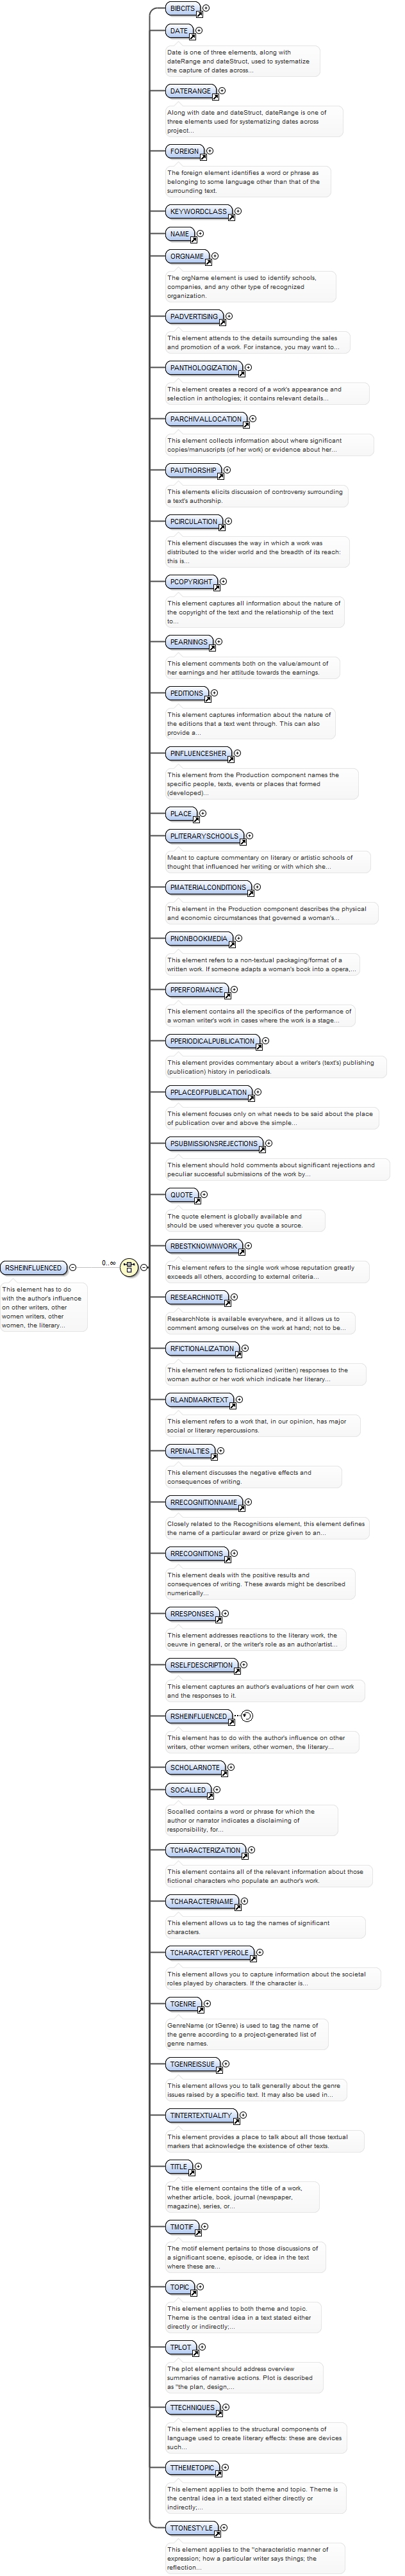 BIBCITS
DATE
Date is one of three elements, along with
dateRange and dateStruct, used to systematize
the capture of dates across...
DATERANGE
Along with date and dateStruct, dateRange is one of
three elements used for systematizing dates across
project...
FOREIGN
The foreign element identifies a word or phrase as
belonging to some language other than that of the
surrounding text.
KEYWORDCLASS
NAME
ORGNAME
The orgName element is used to identify schools,
companies, and any other type of recognized
organization.
PADVERTISING
This element attends to the details surrounding the sales
and promotion of a work. For instance, you may want to...
PANTHOLOGIZATION
This element creates a record of a work's appearance and
selection in anthologies; it contains relevant details...
PARCHIVALLOCATION
This element collects information about where significant
copies/manuscripts (of her work) or evidence about her...
PAUTHORSHIP
This elements elicits discussion of controversy surrounding
a text's authorship.
PCIRCULATION
This element discusses the way in which a work was
distributed to the wider world and the breadth of its reach:
this is...
PCOPYRIGHT
This element captures all information about the nature of
the copyright of the text and the relationship of the text
to...
PEARNINGS
This element comments both on the value/amount of
her earnings and her attitude towards the earnings.
PEDITIONS
This element captures information about the nature of
the editions that a text went through. This can also
provide a...
PINFLUENCESHER
This element from the Production component names the
specific people, texts, events or places that formed
(developed)...
PLACE
PLITERARYSCHOOLS
Meant to capture commentary on literary or artistic schools of
thought that influenced her writing or with which she...
PMATERIALCONDITIONS
This element in the Production component describes the physical
and economic circumstances that governed a woman's...
PNONBOOKMEDIA
This element refers to a non-textual packaging/format of a
written work. If someone adapts a woman's book into a opera,...
PPERFORMANCE
This element contains all the specifics of the performance of
a woman writer's work in cases where the work is a stage...
PPERIODICALPUBLICATION
This element provides commentary about a writer's (text's) publishing
(publication) history in periodicals.
PPLACEOFPUBLICATION
This element focuses only on what needs to be said about the place
of publication over and above the simple...
PSUBMISSIONSREJECTIONS
This element should hold comments about significant rejections and
peculiar successful submissions of the work by...
QUOTE
The quote element is globally available and
should be used wherever you quote a source.
RBESTKNOWNWORK
This element refers to the single work whose reputation greatly
exceeds all others, according to external criteria...
RSHEINFLUENCED
0..∞
This element has to do
with the author's influence
on other writers, other
women writers, other
women, the literary...
RESEARCHNOTE
ResearchNote is available everywhere, and it allows us to
comment among ourselves on the work at hand; not to be...
RFICTIONALIZATION
This element refers to fictionalized (written) responses to the
woman author or her work which indicate her literary...
RLANDMARKTEXT
This element refers to a work that, in our opinion, has major
social or literary repercussions.
RPENALTIES
This element discusses the negative effects and
consequences of writing.
RRECOGNITIONNAME
Closely related to the Recognitions element, this element defines
the name of a particular award or prize given to an...
RRECOGNITIONS
This element deals with the positive results and
consequences of writing. These awards might be described
numerically...
RRESPONSES
This element addresses reactions to the literary work, the
oeuvre in general, or the writer's role as an author/artist...
RSELFDESCRIPTION
This element captures an author's evaluations of her own work
and the responses to it.
RSHEINFLUENCED
This element has to do with the author's influence on other
writers, other women writers, other women, the literary...
SCHOLARNOTE
SOCALLED
Socalled contains a word or phrase for which the
author or narrator indicates a disclaiming of
responsibility, for...
TCHARACTERIZATION
This element contains all of the relevant information about those
fictional characters who populate an author's work.
TCHARACTERNAME
This element allows us to tag the names of significant
characters.
TCHARACTERTYPEROLE
This element allows you to capture information about the societal
roles played by characters. If the character is...
TGENRE
GenreName (or tGenre) is used to tag the name of
the genre according to a project-generated list of
genre names.
TGENREISSUE
This element allows you to talk generally about the genre
issues raised by a specific text. It may also be used in...
TINTERTEXTUALITY
This element provides a place to talk about all those textual
markers that acknowledge the existence of other texts.
TITLE
The title element contains the title of a work,
whether article, book, journal (newspaper,
magazine), series, or...
TMOTIF
The motif element pertains to those discussions of
a significant scene, episode, or idea in the text
where these are...
TOPIC
This element applies to both theme and topic.
Theme is the central idea in a text stated either
directly or indirectly;...
TPLOT
The plot element should address overview
summaries of narrative actions. Plot is described
as "the plan, design,...
TTECHNIQUES
This element applies to the structural components of
language used to create literary effects: these are devices
such...
TTHEMETOPIC
This element applies to both theme and topic. Theme is
the central idea in a text stated either directly or
indirectly;...
TTONESTYLE
This element applies to the "characteristic manner of
expression; how a particular writer says things; the
reflection...